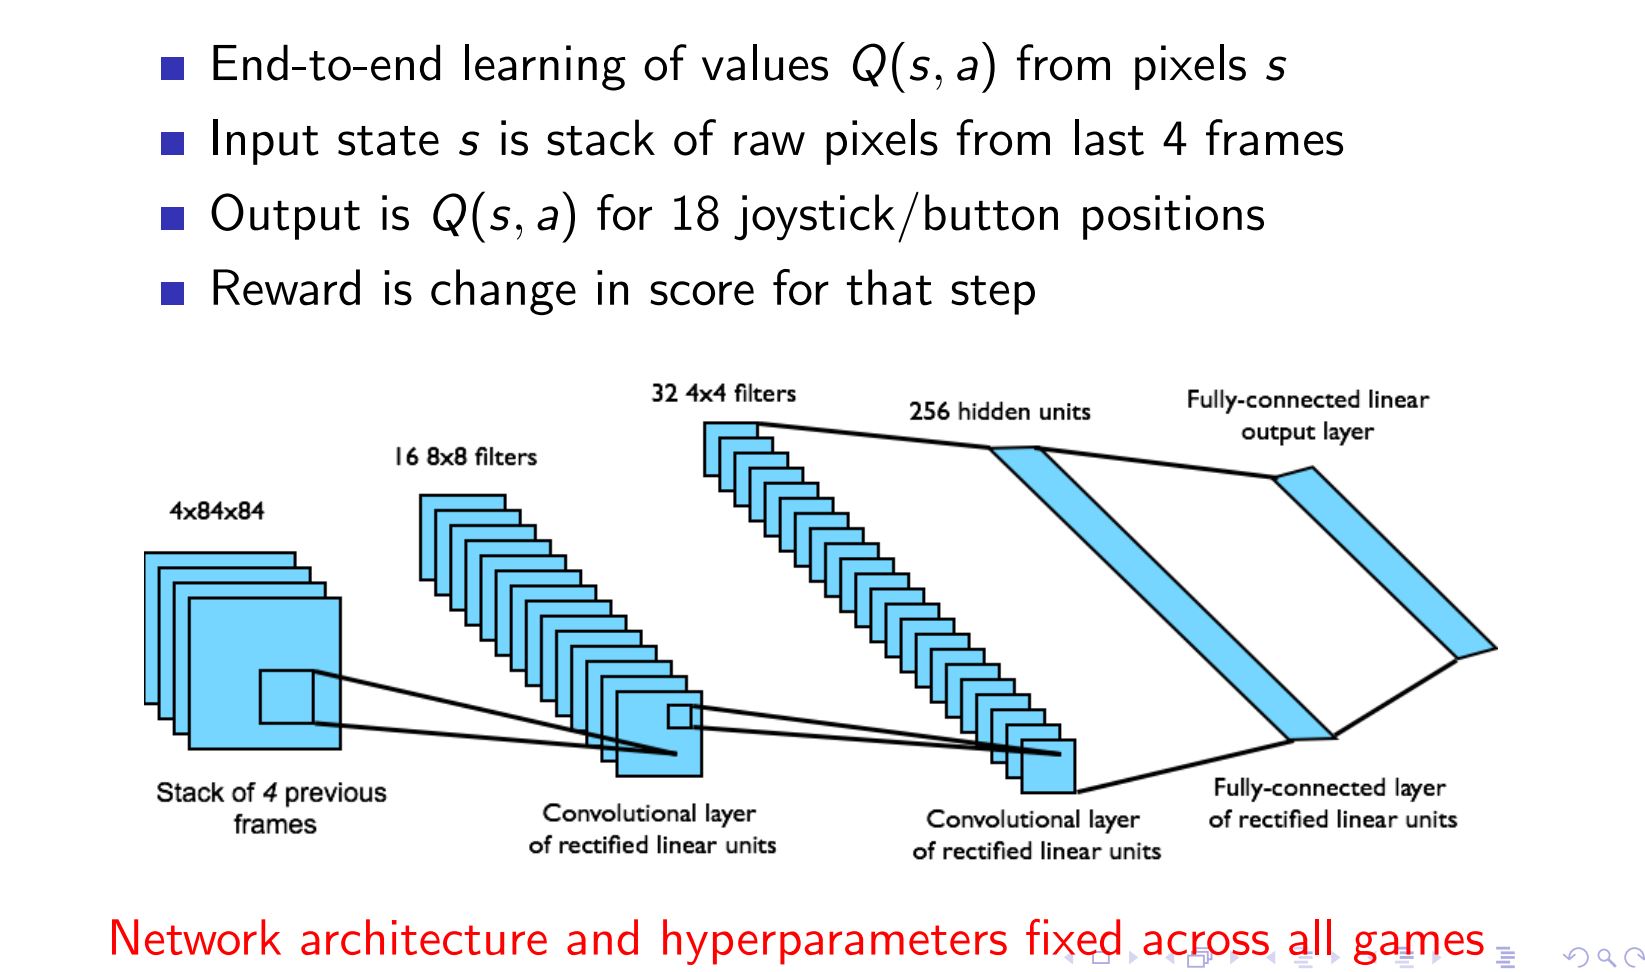 End-to-end learning of values Q(s, a) from pixels s
Input state s is stack of raw pixels from last 4 frames
Output is Q(s, a) for 18 joystick/button positions
Reward is change in score for that step
32 4x4 filters
256 hidden units
Fully-connected linear
output layer
16 8x8 filters
4x84x84
Stack of 4 previous
frames
Convolutional layer
of rectified linear units
Convolutional layer
of rectified linear units
Fully-connected layer
of rectified linear units
Network architecture and hyperparameters fixed across all games